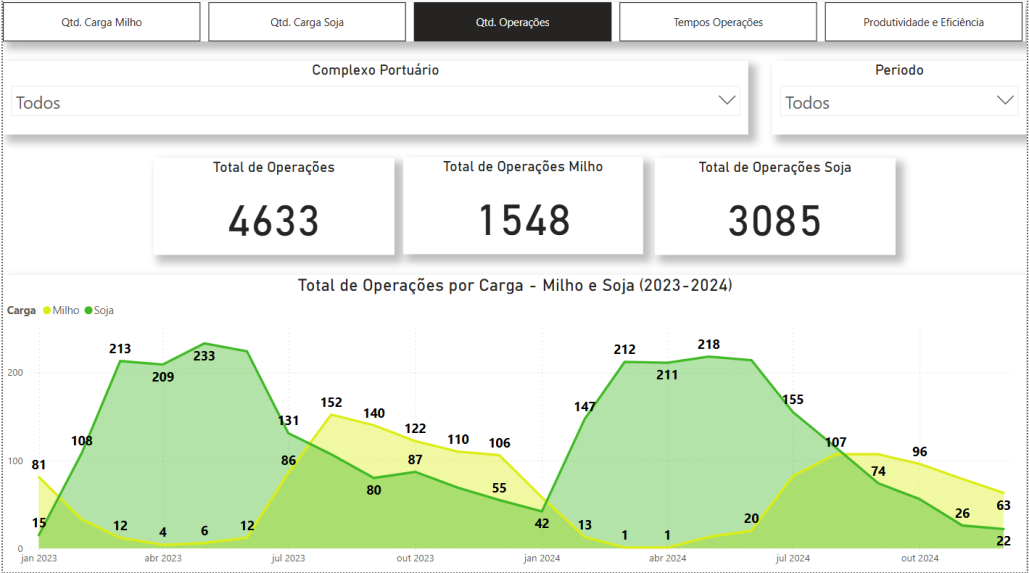 Qtd. Carga Milho
Qtd. Carga Soja
Qtd. Operações
Tempos Operações
Produtividade e Eficiência
Complexo Portuário
Periodo
Todos
Todos
Total de Operações
Total de Operações Milho
Total de Operações Soja
4633
1548
3085
Total de Operações por Carga - Milho e Soja (2023-2024)
Carga Milho Soja
200
100
0
81
15
108
213
12
209
4
233
6
12
131
86
152
140
80
122
87
110
106
55
42
147
13
212
1
211
1
218
20
155
107
74
96
26
63
22
jan 2023
abr 2023
jul 2023
out 2023
jan 2024
abr 2024
jul 2024
out 2024